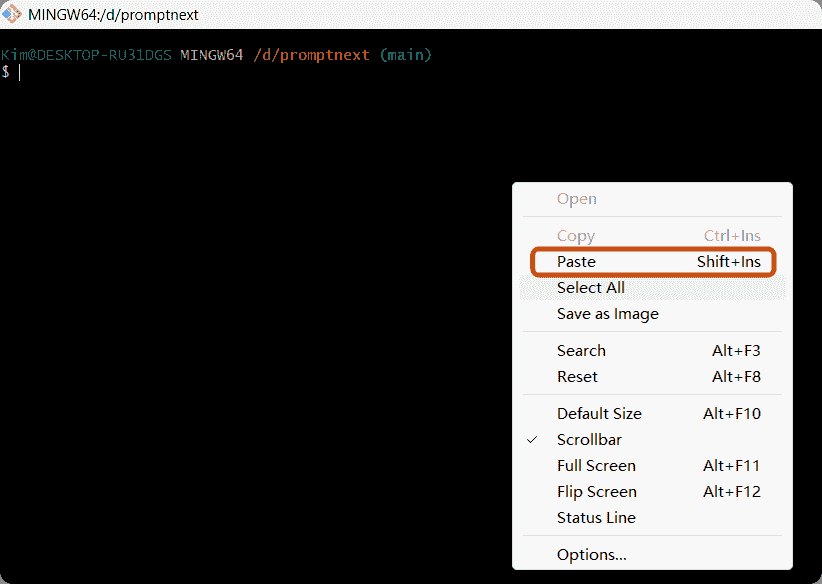 MINGW64:/d/promptnext
Kim@DESKTOP-RU31DGS MINGW64 /d/promptnext (main)
$
Open
Copy Ctrl+Ins
Paste Shift+Ins
Select All
Save as Image
Search Alt+F3
Reset Alt+F8
Default Size Alt+F10
Scrollbar
Full Screen Alt+F11
Flip Screen Alt+F12
Status Line
Options...